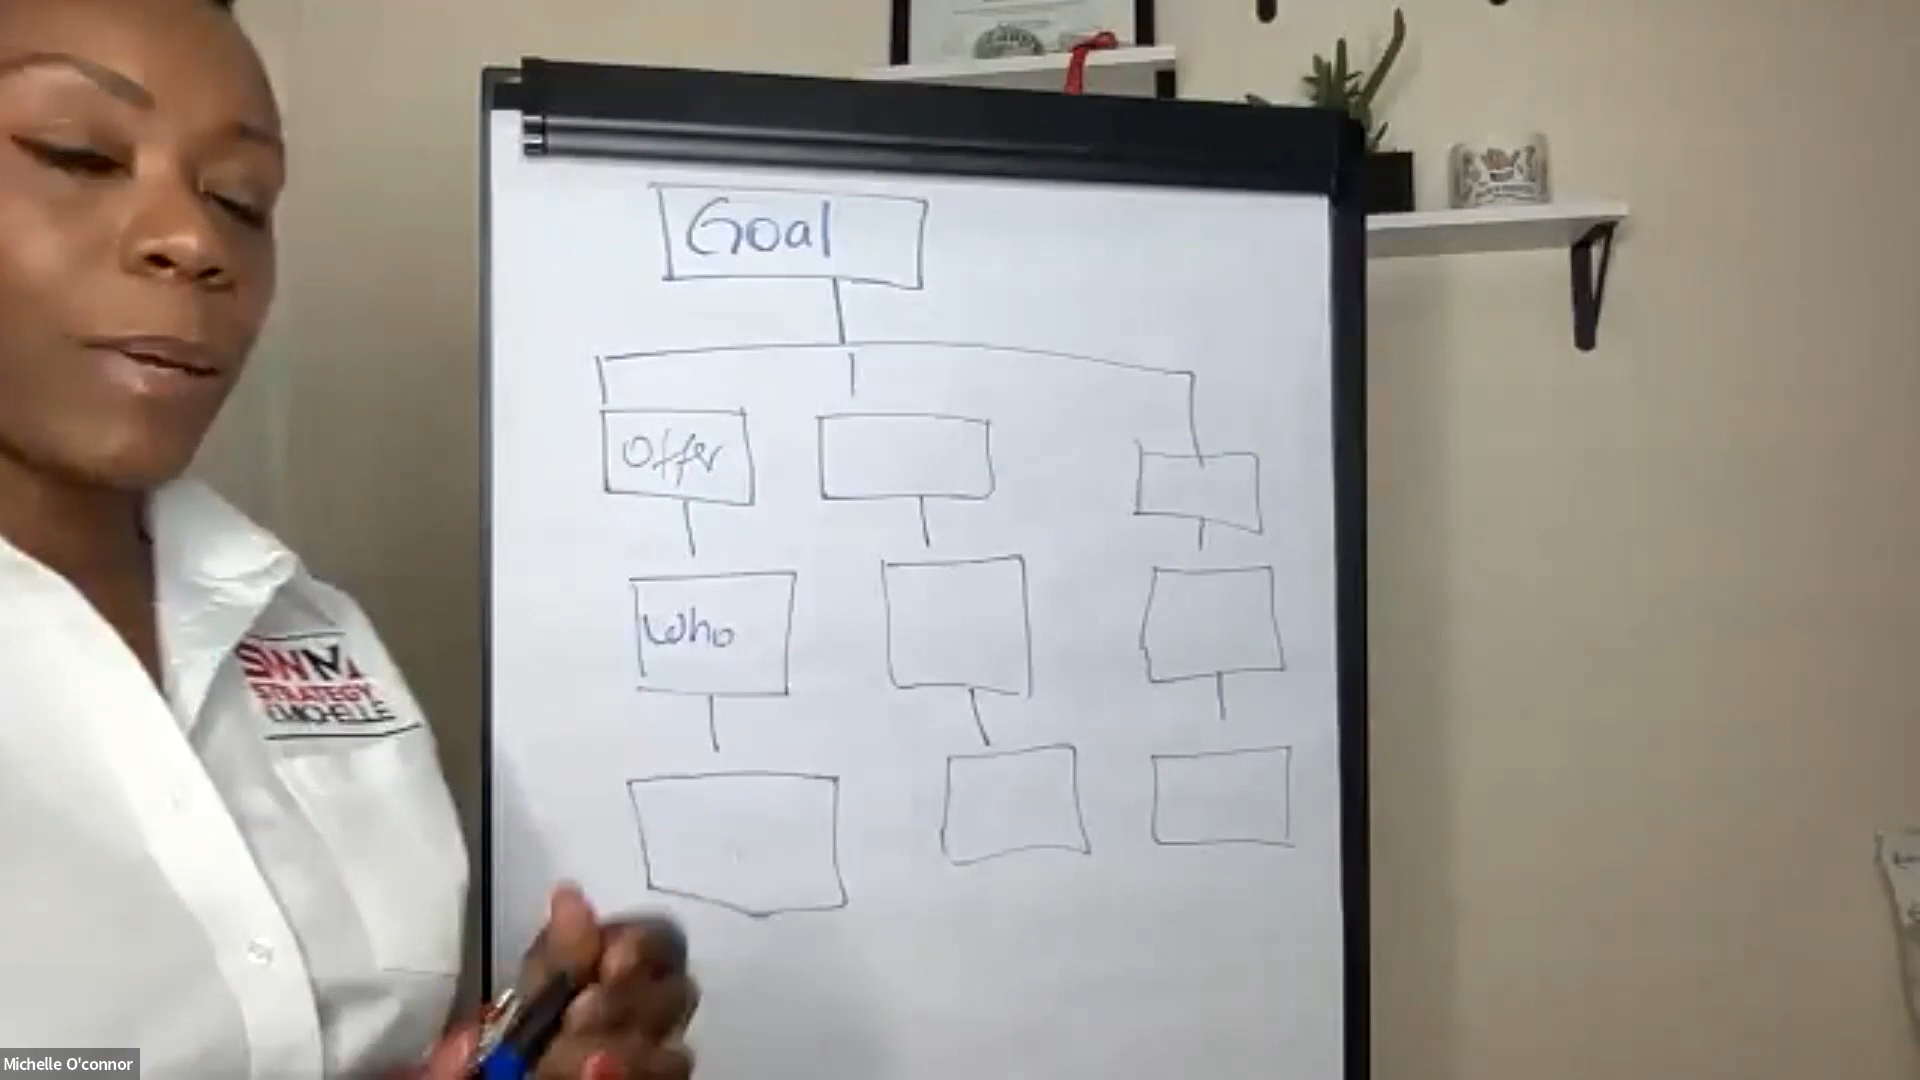 Goal
Offer
Who
SWM
STRATEGY
MICHELLE
Michelle O'connor